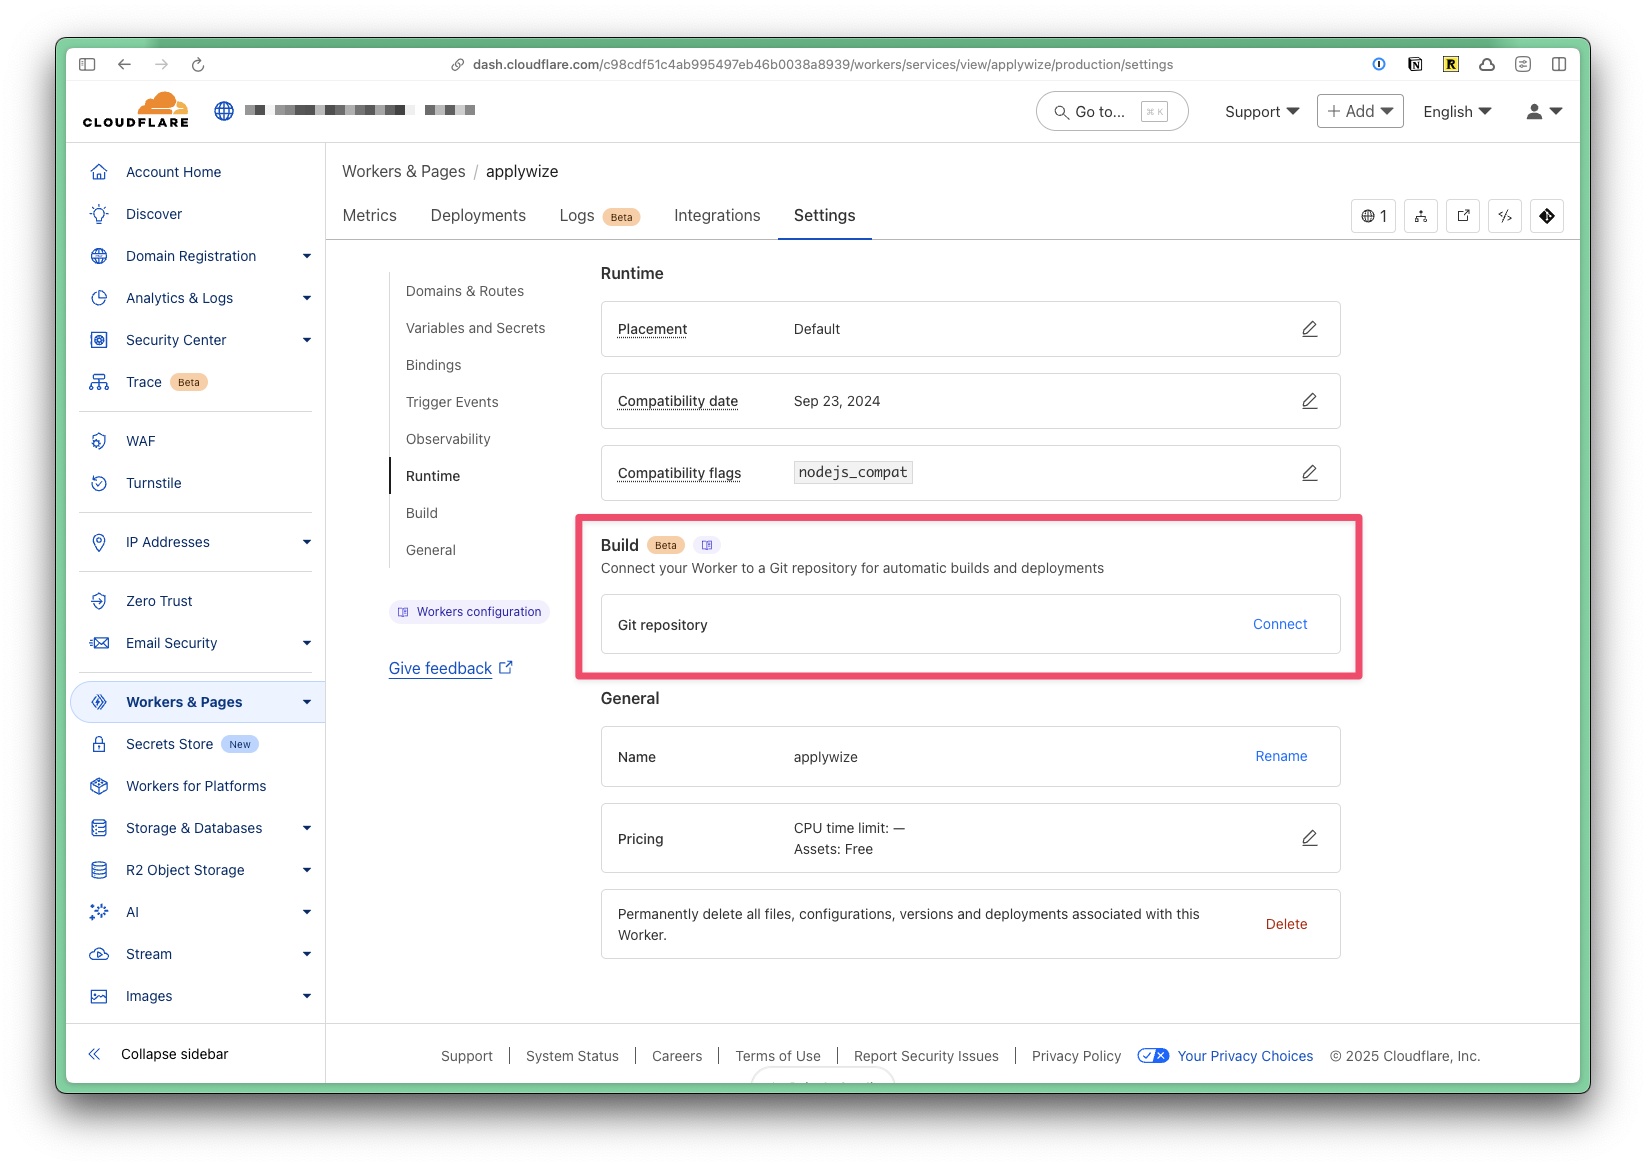 dash.cloudflare.com/c98cdf51c4ab995497eb46b0038a8939/workers/services/view/applywize/production/settings
CLOUDFLARE
Go to... ⌘ K
Support
+ Add
English
Account Home
Discover
Domain Registration
Analytics & Logs
Security Center
Trace Beta
WAF
Turnstile
IP Addresses
Zero Trust
Email Security
Workers & Pages
Secrets Store New
Workers for Platforms
Storage & Databases
R2 Object Storage
AI
Stream
Images
Collapse sidebar
Workers & Pages / applywize
Metrics Deployments Logs Beta Integrations Settings
1
Domains & Routes
Variables and Secrets
Bindings
Trigger Events
Observability
Runtime
Build
General
Workers configuration
Give feedback
Runtime
Placement Default
Compatibility date Sep 23, 2024
Compatibility flags nodejs_compat
Build Beta
Connect your Worker to a Git repository for automatic builds and deployments
Git repository Connect
General
Name applywize Rename
Pricing
CPU time limit: —
Assets: Free
Permanently delete all files, configurations, versions and deployments associated with this
Worker.
Delete
Support | System Status | Careers | Terms of Use | Report Security Issues | Privacy Policy Your Privacy Choices © 2025 Cloudflare, Inc.